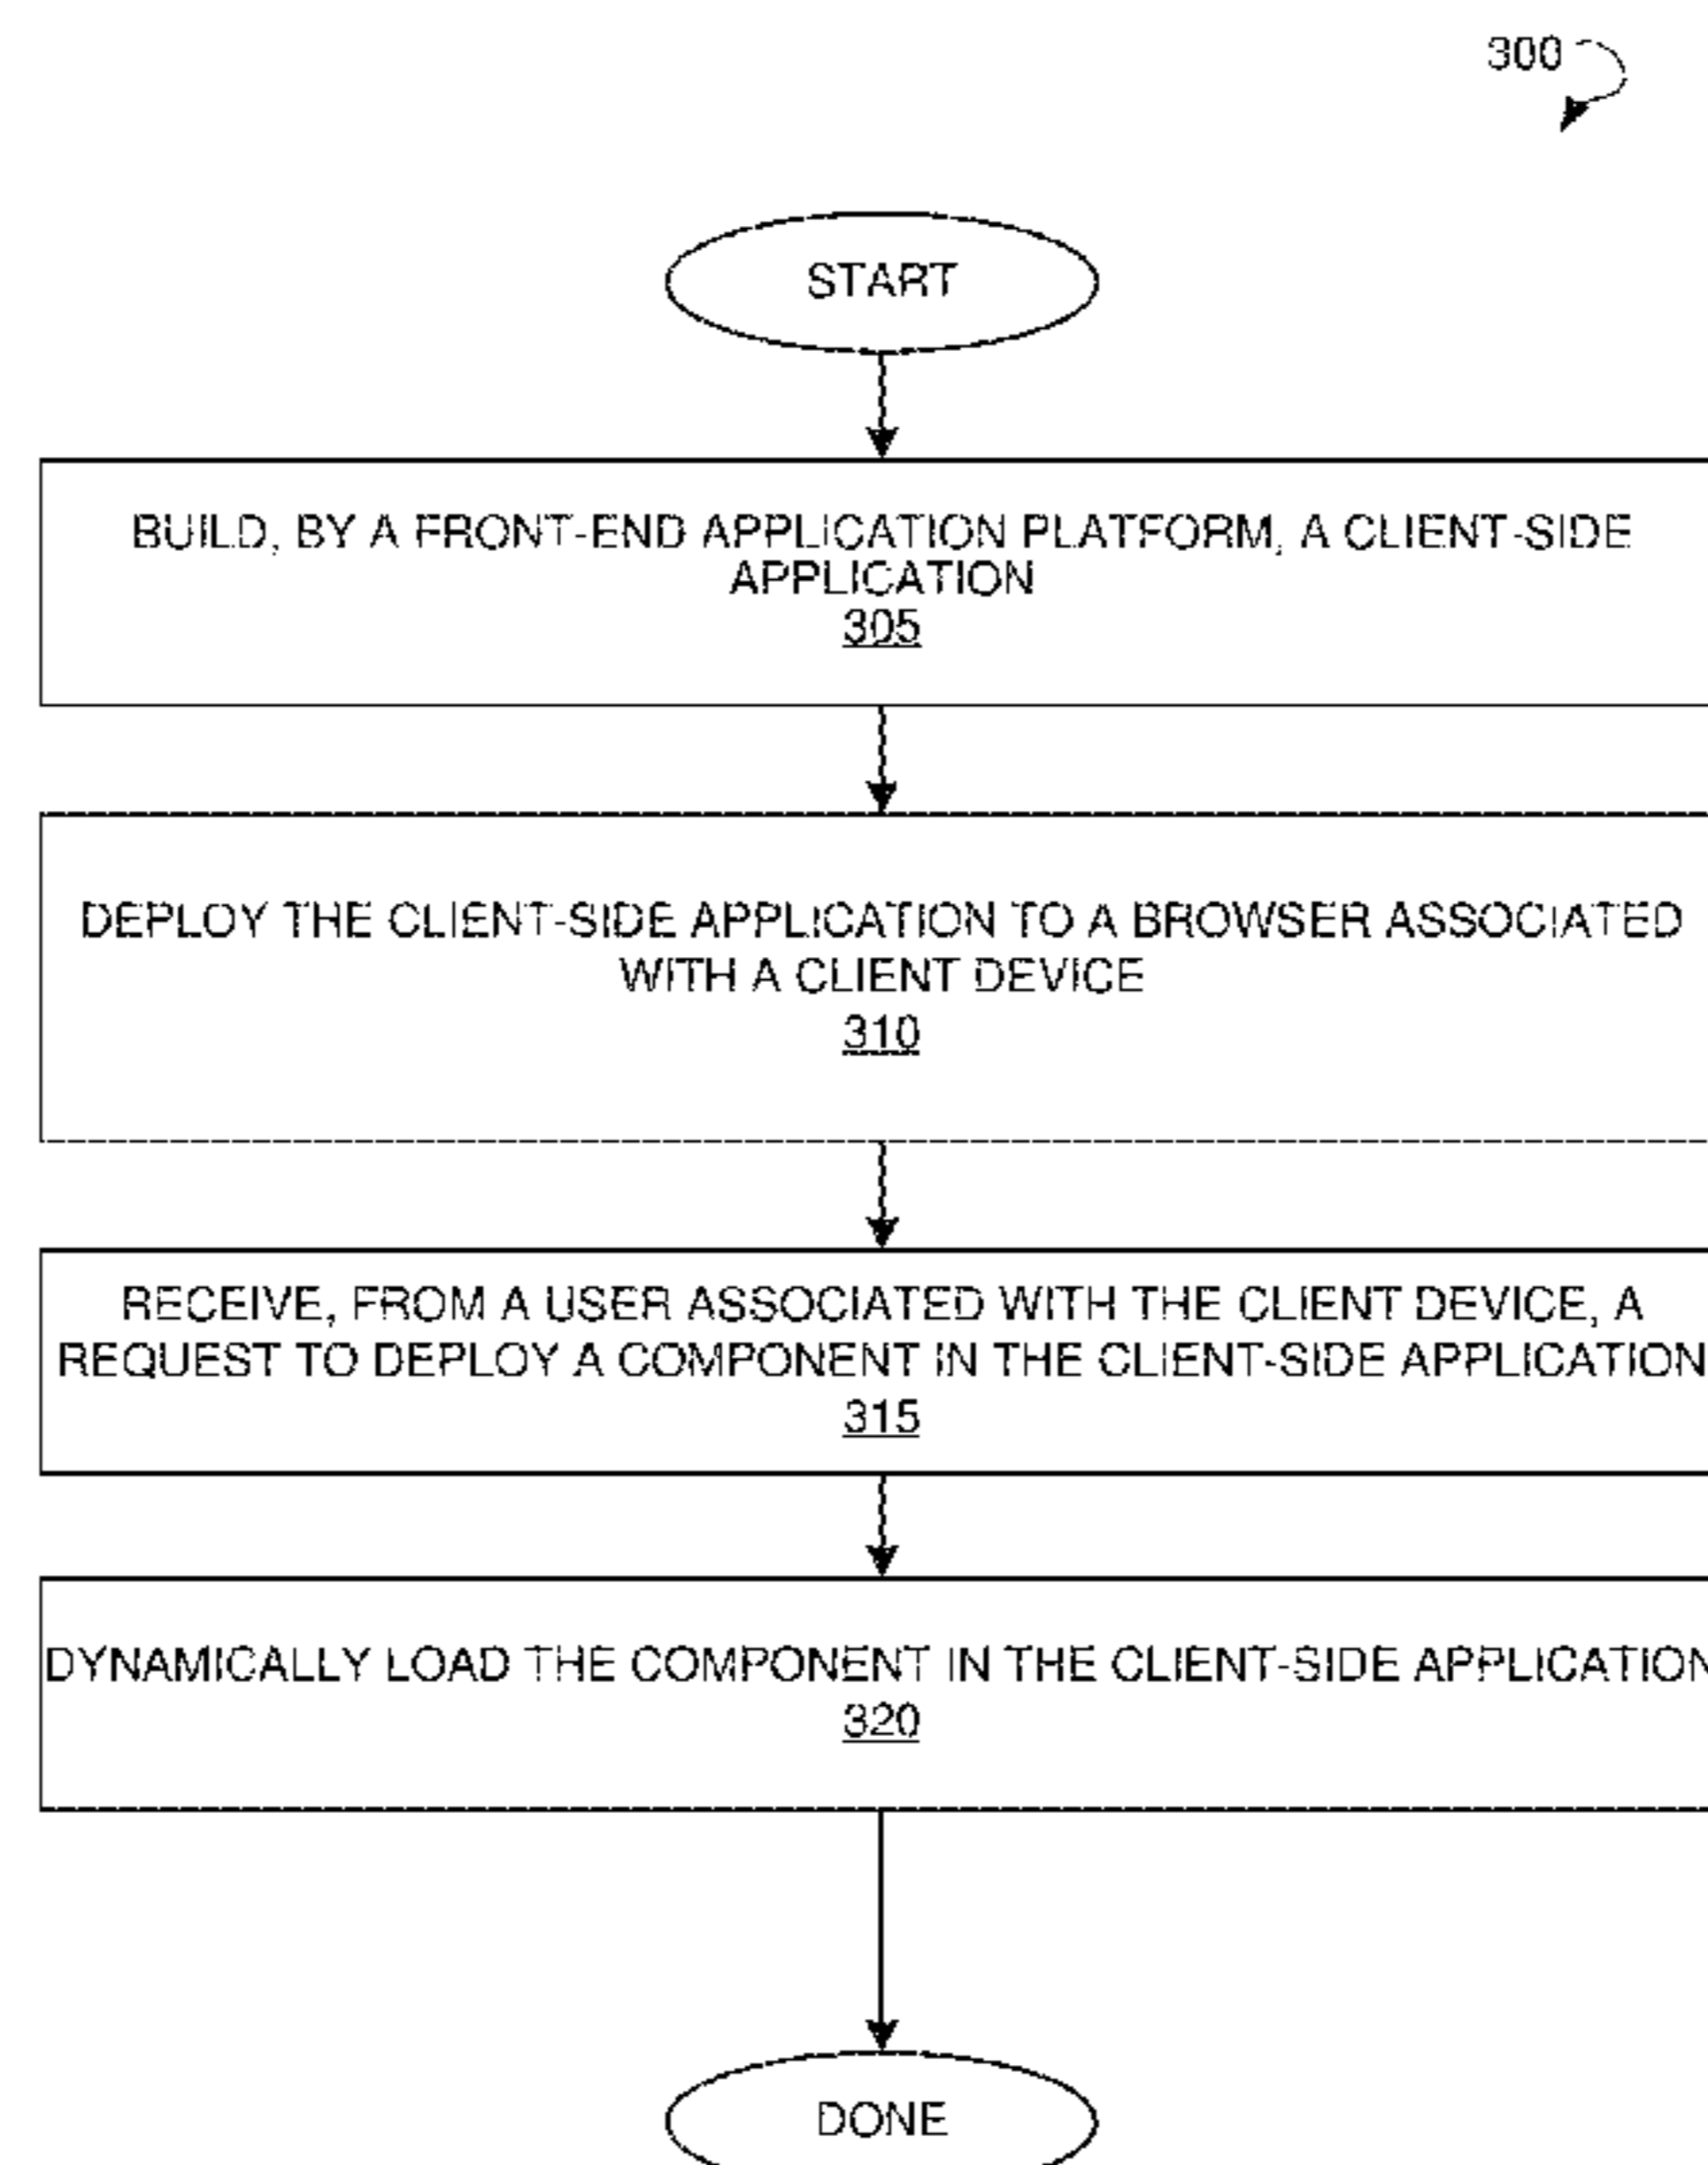 300
START
BUILD, BY A FRONT-END APPLICATION PLATFORM, A CLIENT-SIDE
APPLICATION
305
DEPLOY THE CLIENT-SIDE APPLICATION TO A BROWSER ASSOCIATED
WITH A CLIENT DEVICE
310
RECEIVE, FROM A USER ASSOCIATED WITH THE CLIENT DEVICE, A
REQUEST TO DEPLOY A COMPONENT IN THE CLIENT-SIDE APPLICATION
315
DYNAMICALLY LOAD THE COMPONENT IN THE CLIENT-SIDE APPLICATION
320
DONE